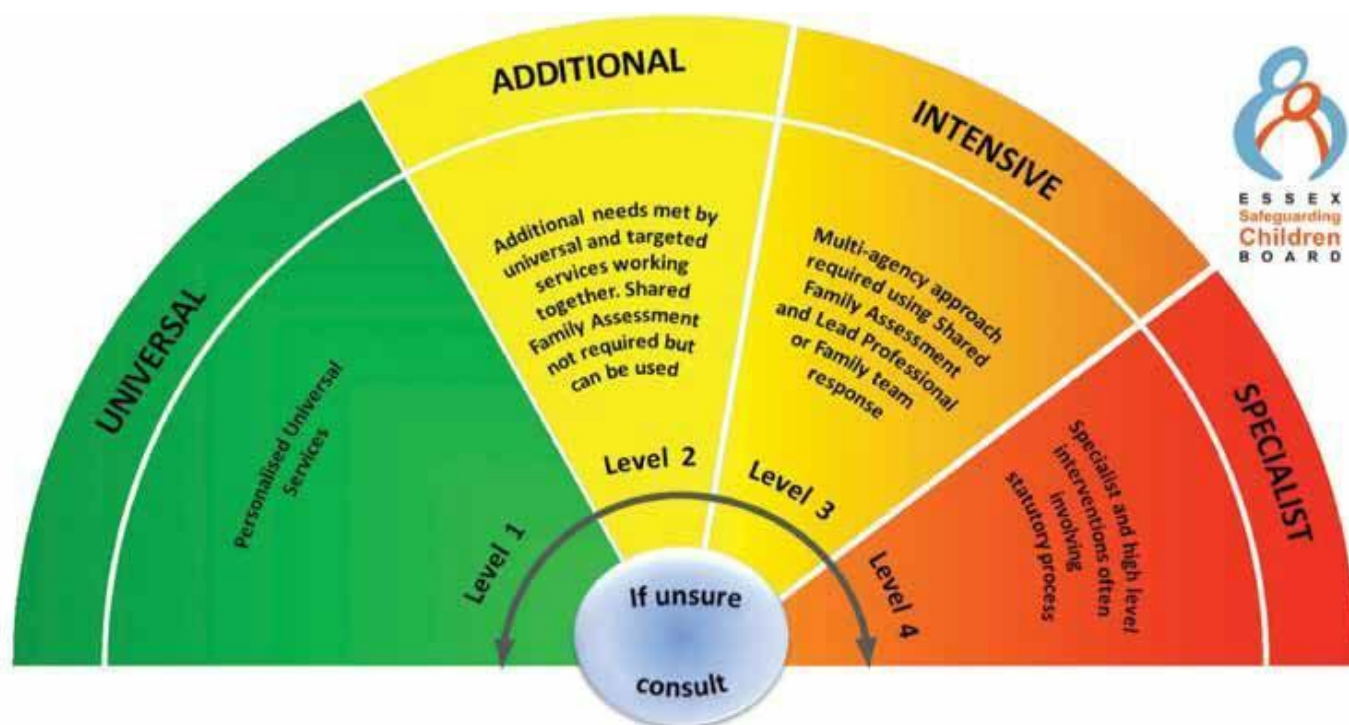 UNIVERSAL
Personalised Universal
Services
Level 1
ADDITIONAL
Additional needs met by
universal and targeted
services working
together. Shared
Family Assessment
not required but
can be used
Level 2
INTENSIVE
Multi-agency approach
required using Shared
Family Assessment
and Lead Professional
or Family team
response
Level 3
SPECIALIST
Specialist and high level
interventions often
involving
statutory process
Level 4
If unsure
consult
ESSEX
Safeguarding
Children
BOARD